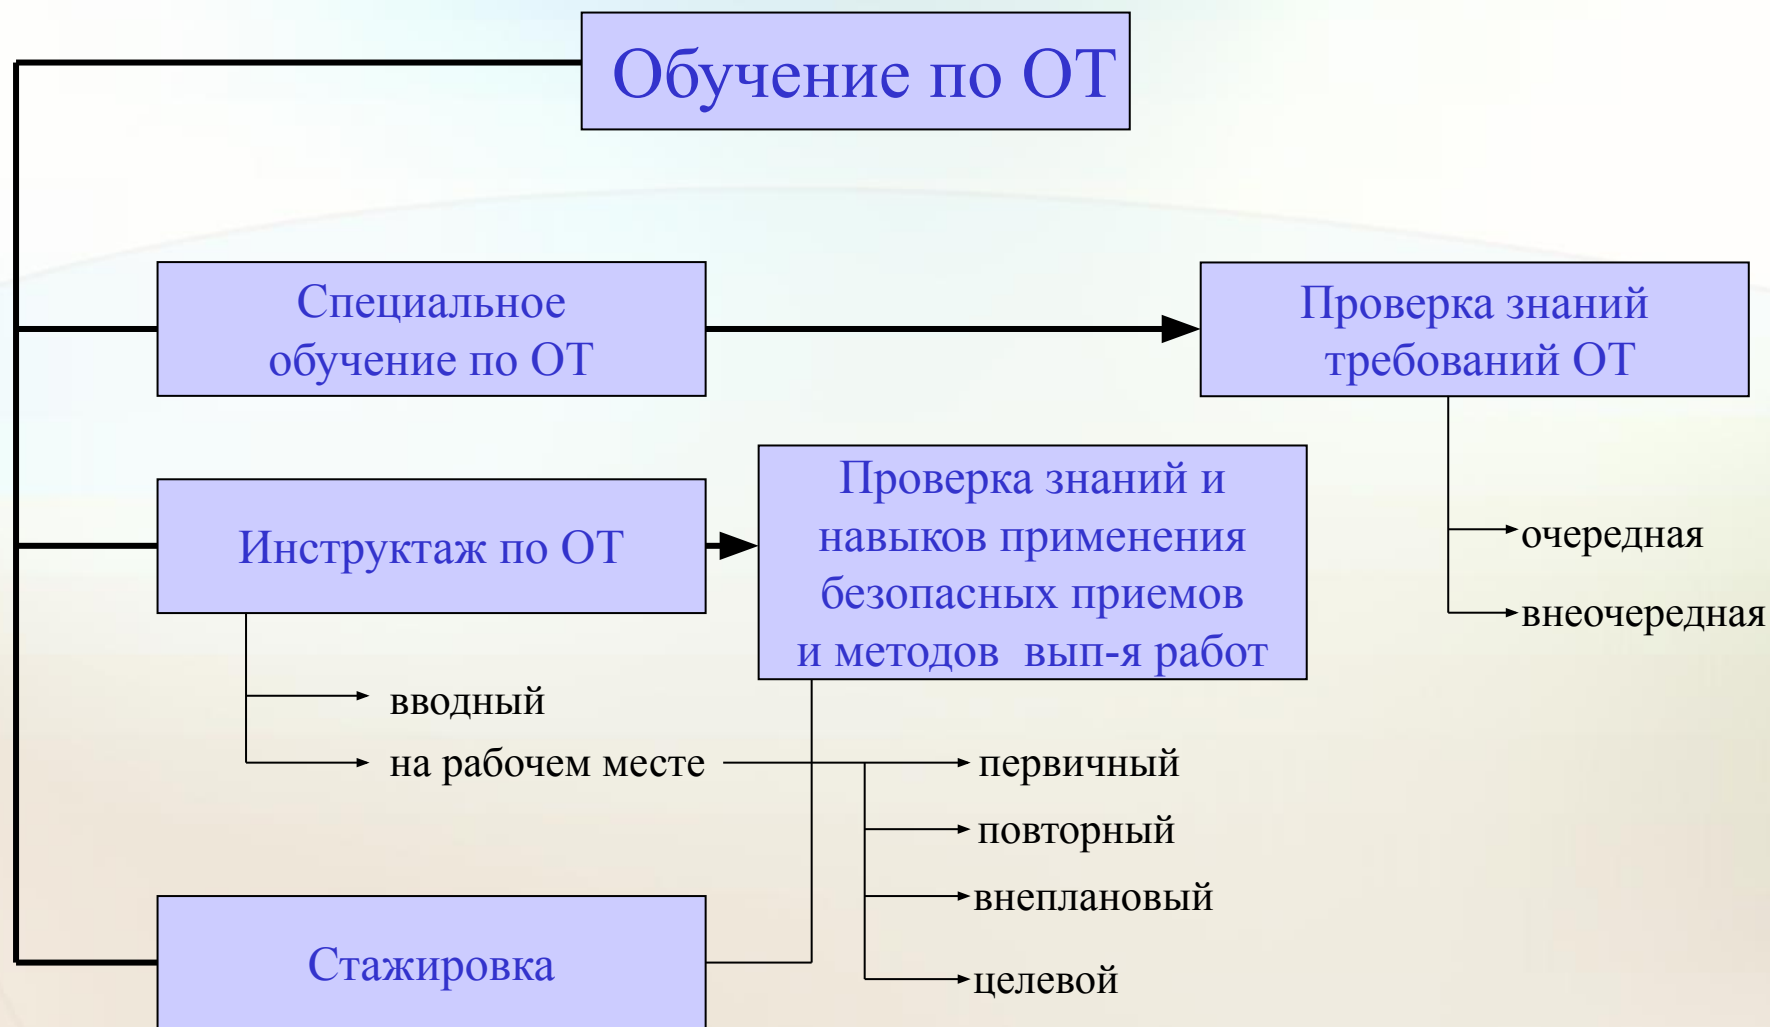 Обучение по ОТ
Специальное
обучение по ОТ
Проверка знаний
требований ОТ
Инструктаж по ОТ
Проверка знаний и
навыков применения
безопасных приемов
и методов вып-я работ
очередная
внеочередная
вводный
на рабочем месте
первичный
повторный
внеплановый
целевой
Стажировка